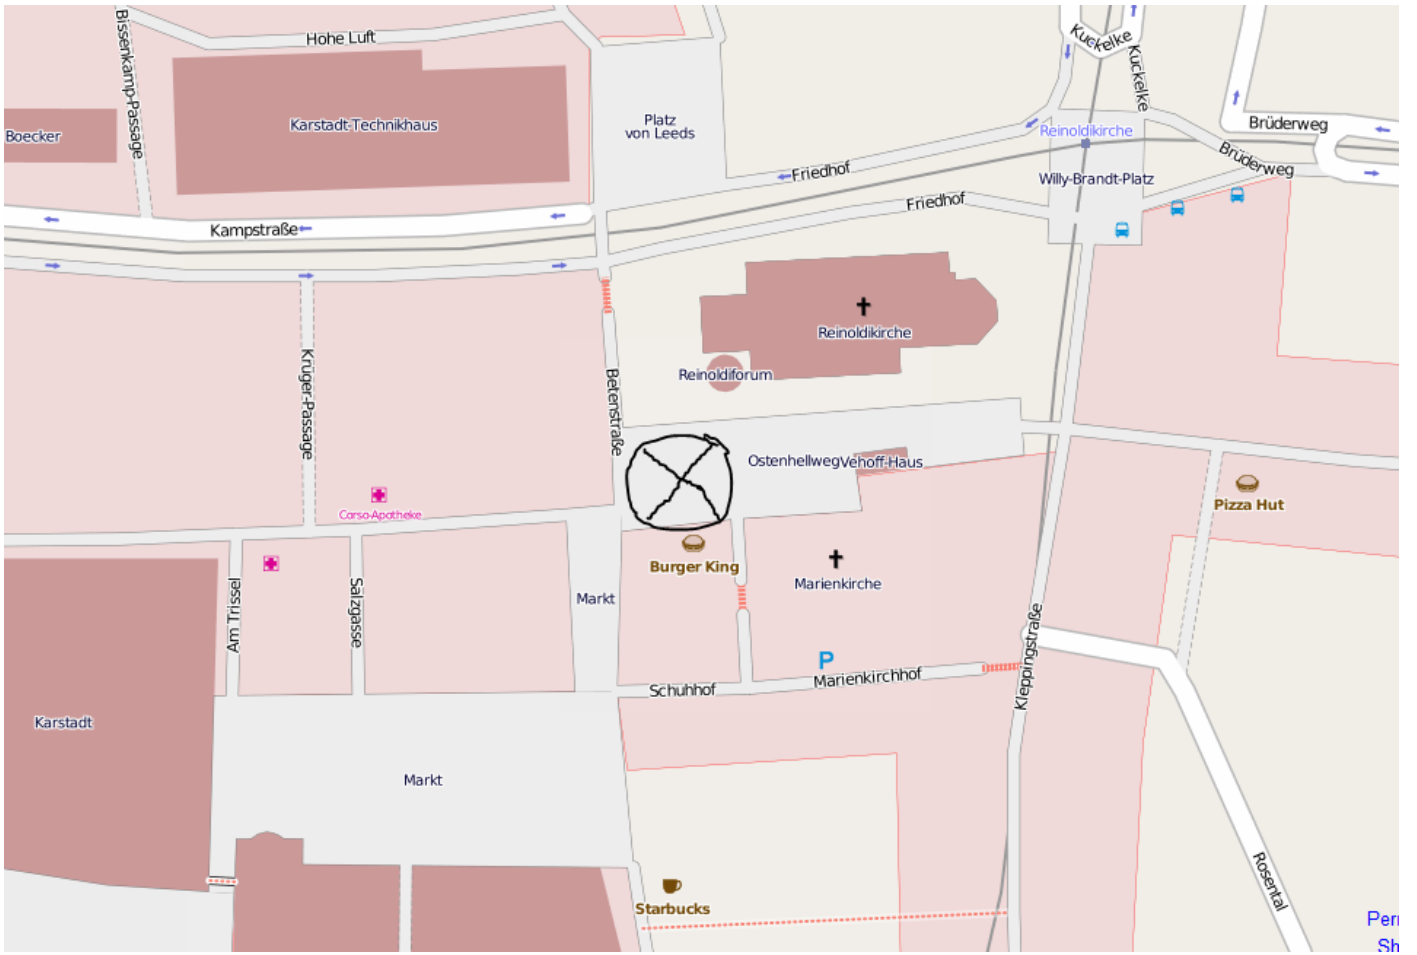 Bissenkamp-Passage
Hohe Luft
Kuckelke
Kuckelke
Boecker
Karstadt-Technikhaus
Platz
von Leeds
Reinoldikirche
Brüderweg
Brüderweg
Friedhof
Willy-Brandt-Platz
Friedhof
Kampstraße
Reinoldikirche
Krüger-Passage
Betenstraße
Reinoldiforum
Ostenhellweg
Vehoff-Haus
Corso-Apotheke
Pizza Hut
Burger King
Marienkirche
Am Trissel
Salzgasse
Markt
Kleppingstraße
P
Schuhhof
Marienkirchhof
Karstadt
Markt
Rosental
Starbucks
Per
Sh